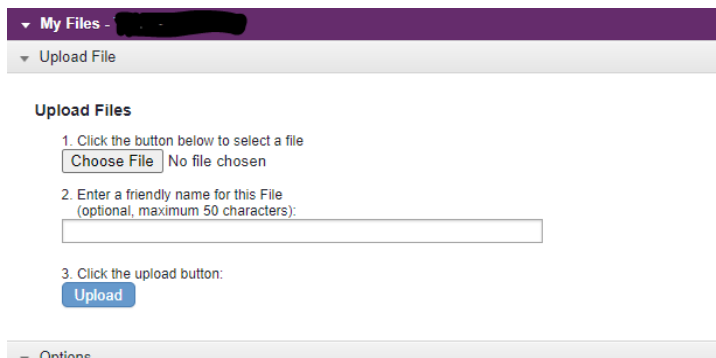 My Files -
Upload File
Upload Files
1. Click the button below to select a file
Choose File No file chosen
2. Enter a friendly name for this File
(optional, maximum 50 characters):
3. Click the upload button:
Upload
Options